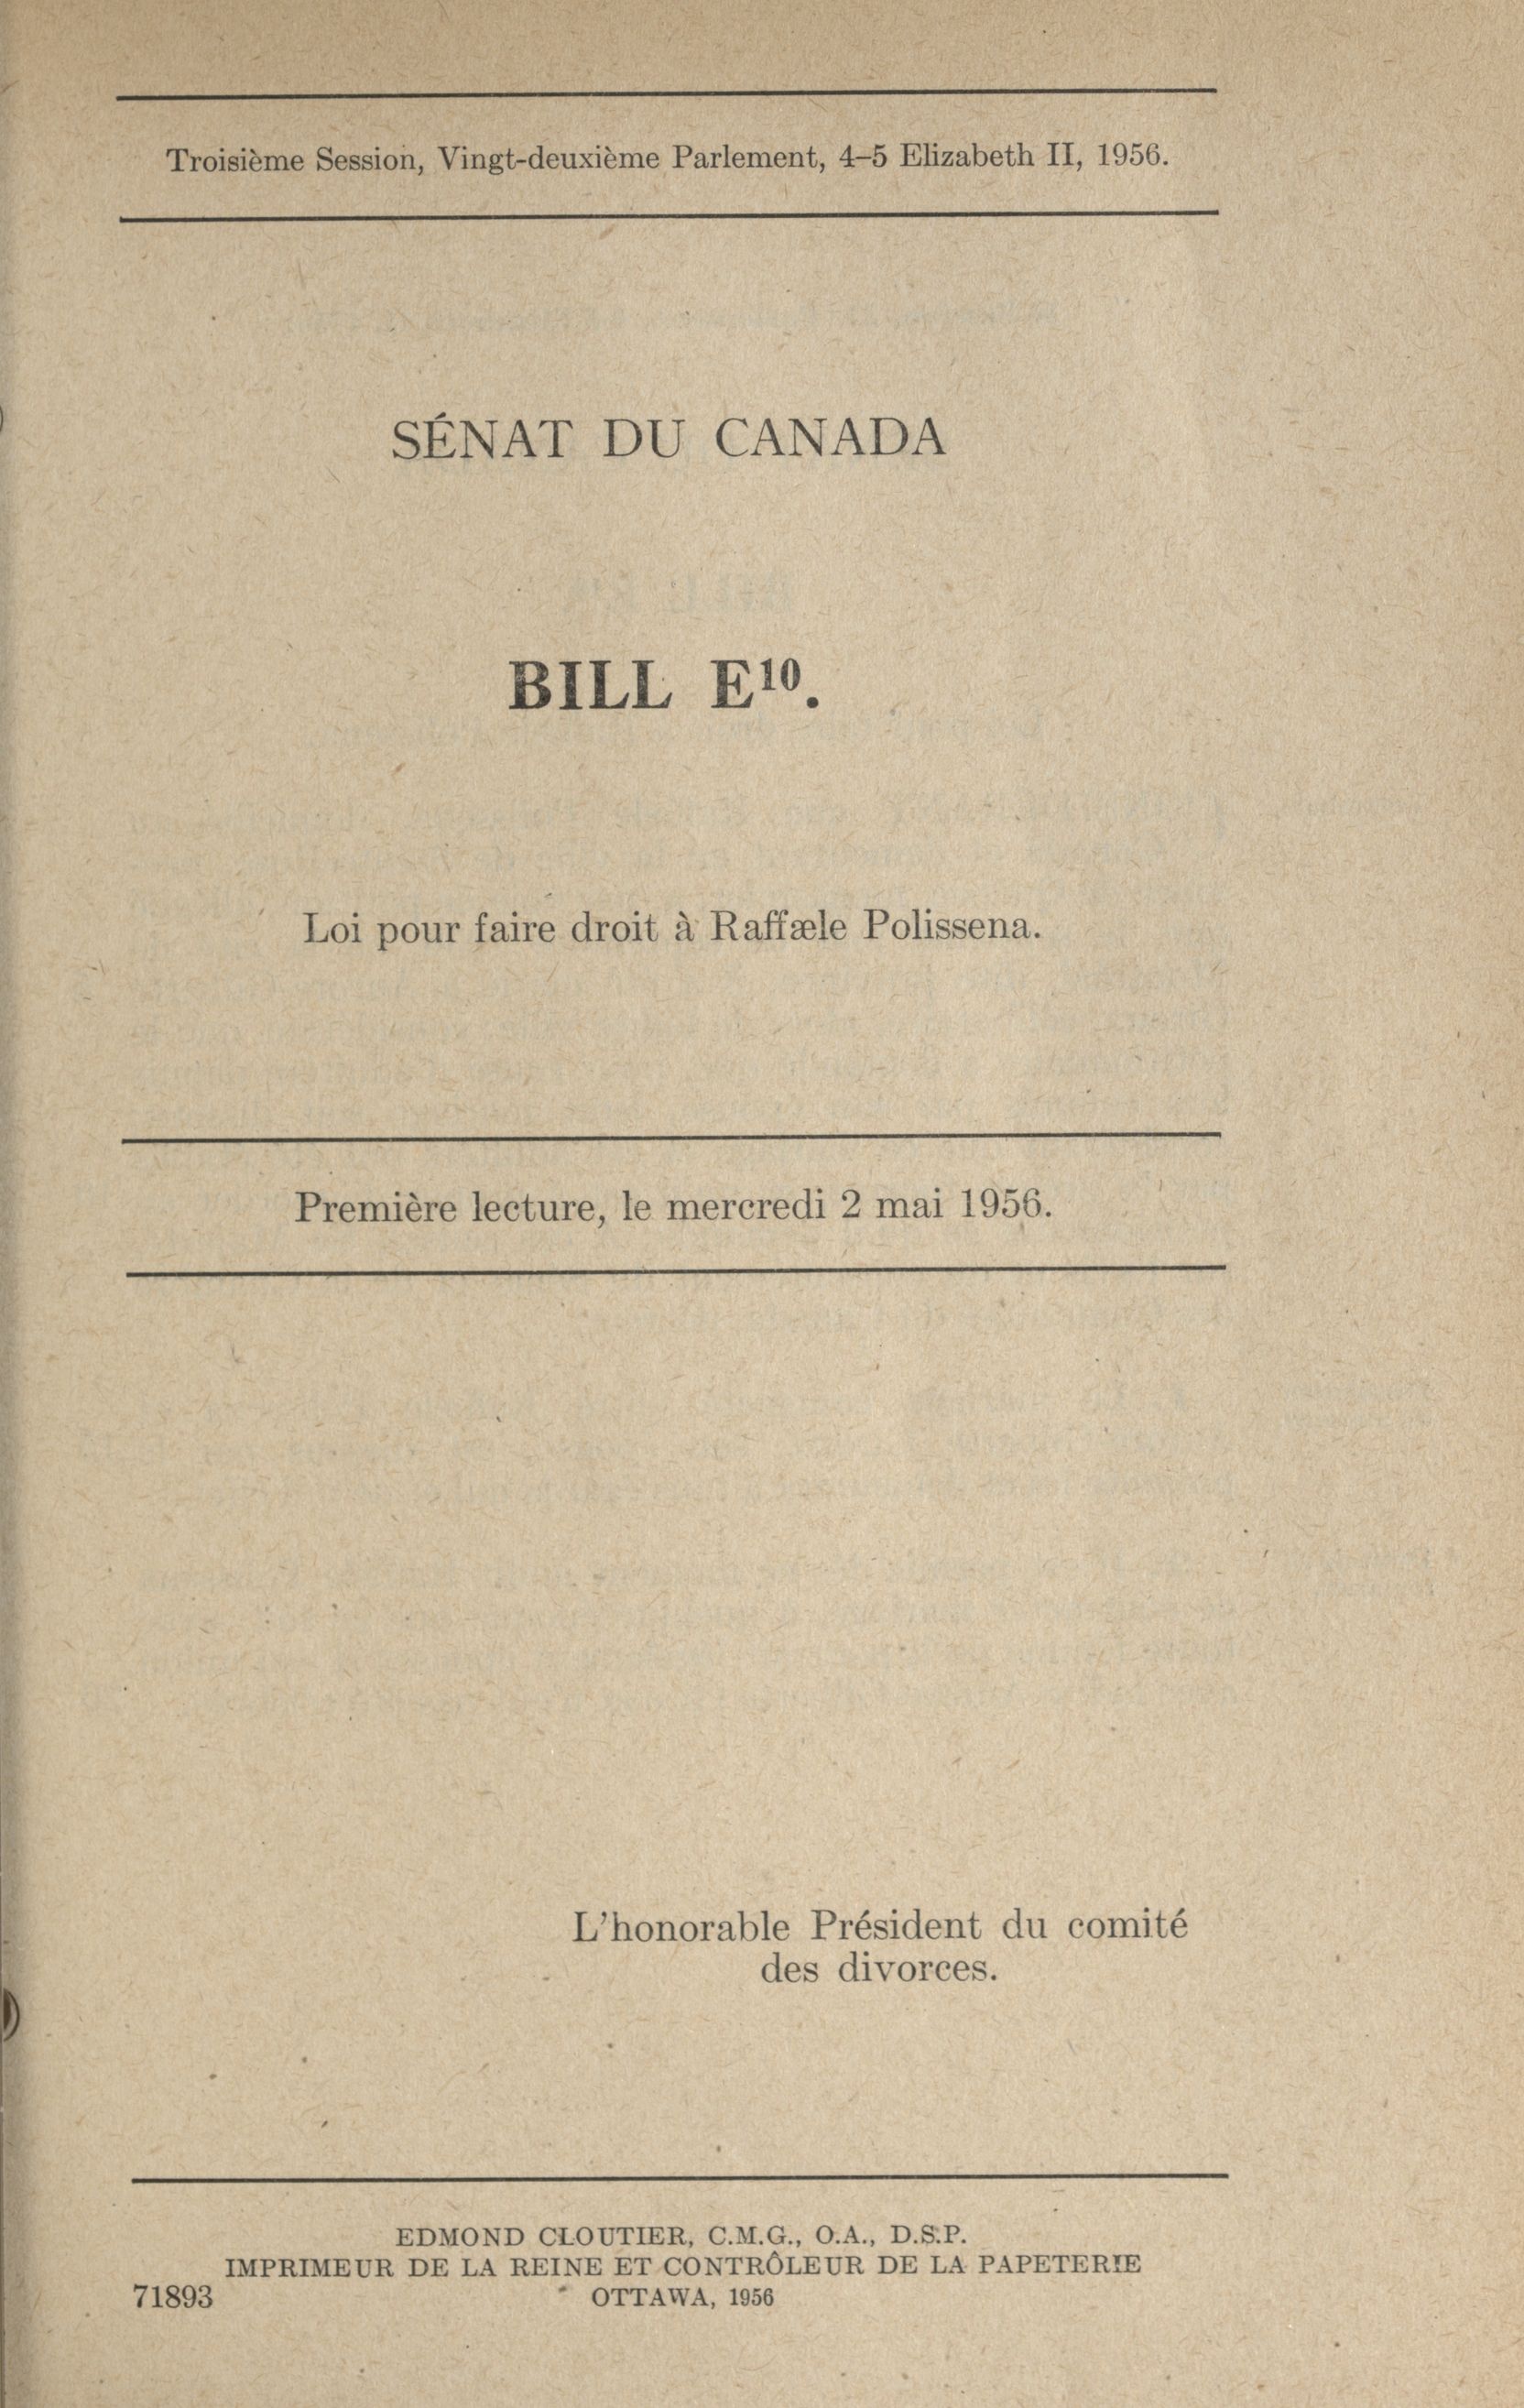 Troisième Session, Vingt-deuxième Parlement, 4–5 Elizabeth II, 1956.
SÉNAT DU CANADA
BILL E¹⁰.
Loi pour faire droit à Raffæle Polissena.
Première lecture, le mercredi 2 mai 1956.
L'honorable Président du comité
des divorces.
EDMOND CLOUTIER, C.M.G., O.A., D.S.P.
IMPRIMEUR DE LA REINE ET CONTRÔLEUR DE LA PAPETERIE
71893 OTTAWA, 1956